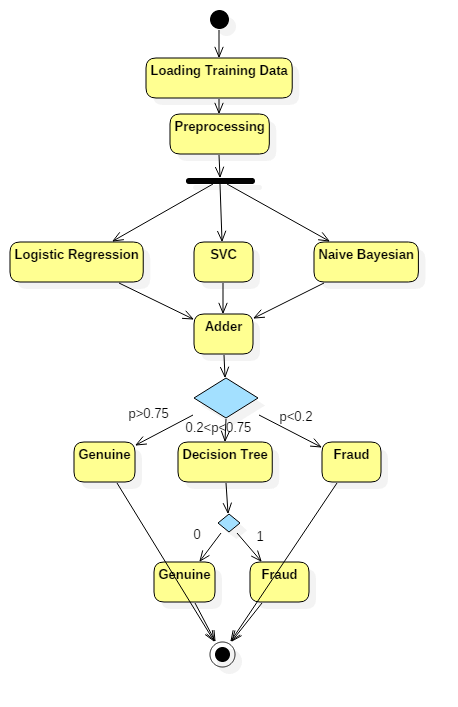 Loading Training Data
Preprocessing
Logistic Regression
SVC
Naive Bayesian
Adder
p>0.75
0.2<p<0.75
p<0.2
Genuine
Decision Tree
Fraud
0
1
Genuine
Fraud